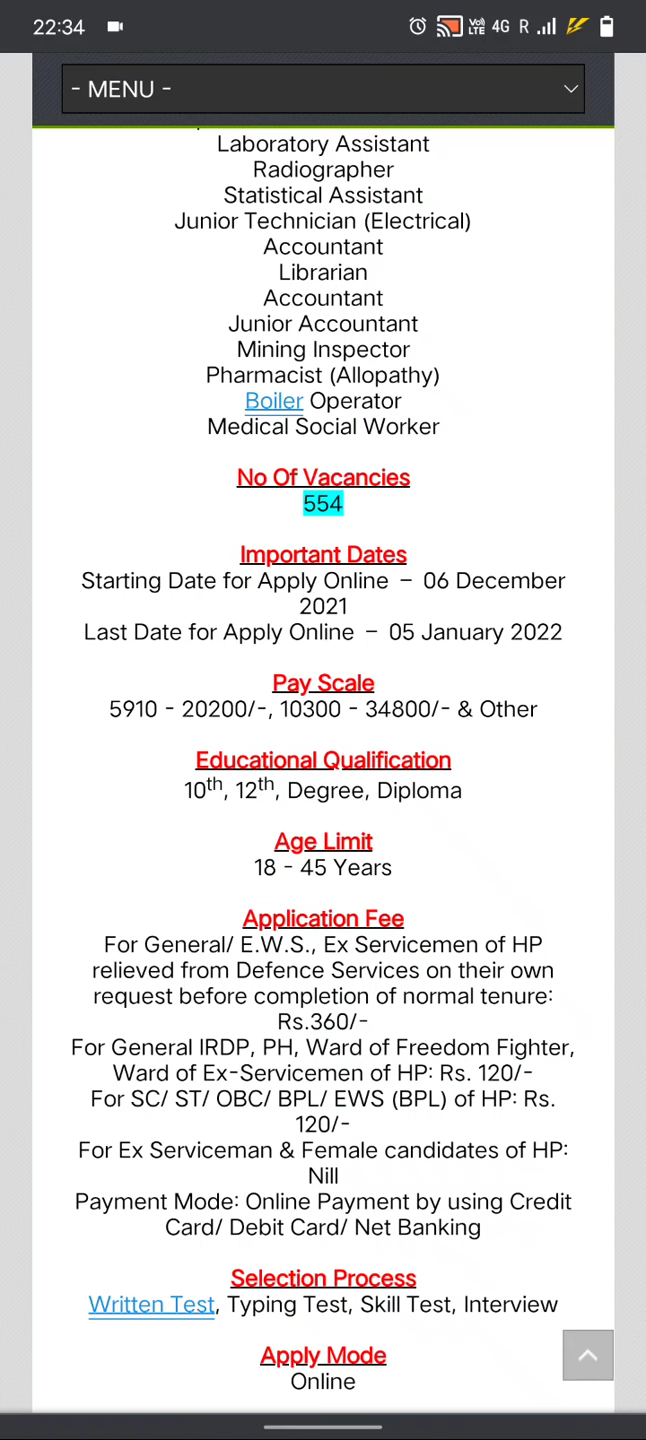 22:34
Vo) LTE 4G R
- MENU -
Laboratory Assistant
Radiographer
Statistical Assistant
Junior Technician (Electrical)
Accountant
Librarian
Accountant
Junior Accountant
Mining Inspector
Pharmacist (Allopathy)
Boiler Operator
Medical Social Worker
No Of Vacancies
554
Important Dates
Starting Date for Apply Online – 06 December
2021
Last Date for Apply Online – 05 January 2022
Pay Scale
5910 - 20200/-, 10300 - 34800/- & Other
Educational Qualification
10th, 12th, Degree, Diploma
Age Limit
18 - 45 Years
Application Fee
For General/ E.W.S., Ex Servicemen of HP
relieved from Defence Services on their own
request before completion of normal tenure:
Rs.360/-
For General IRDP, PH, Ward of Freedom Fighter,
Ward of Ex-Servicemen of HP: Rs. 120/-
For SC/ ST/ OBC/ BPL/ EWS (BPL) of HP: Rs.
120/-
For Ex Serviceman & Female candidates of HP:
Nill
Payment Mode: Online Payment by using Credit
Card/ Debit Card/ Net Banking
Selection Process
Written Test, Typing Test, Skill Test, Interview
Apply Mode
Online